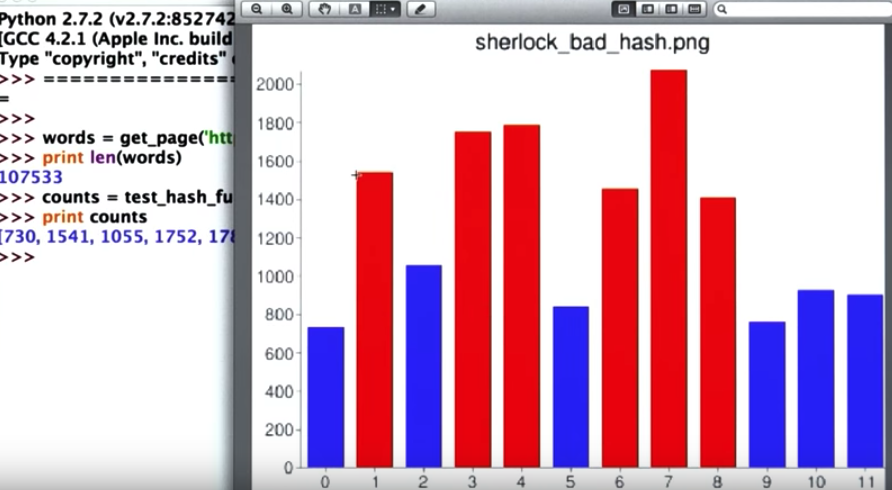 Python 2.7.2 (v2.7.2:852742
[GCC 4.2.1 (Apple Inc. build
Type "copyright", "credits"
>>> ===============
=
>>>
>>> words = get_page('htt
>>> print len(words)
107533
>>> counts = test_hash_fu
>>> print counts
[730, 1541, 1055, 1752, 178
>>>
A
sherlock_bad_hash.png
2000
1800
1600
1400
1200
1000
800
600
400
200
0
0 1 2 3 4 5 6 7 8 9 10 11